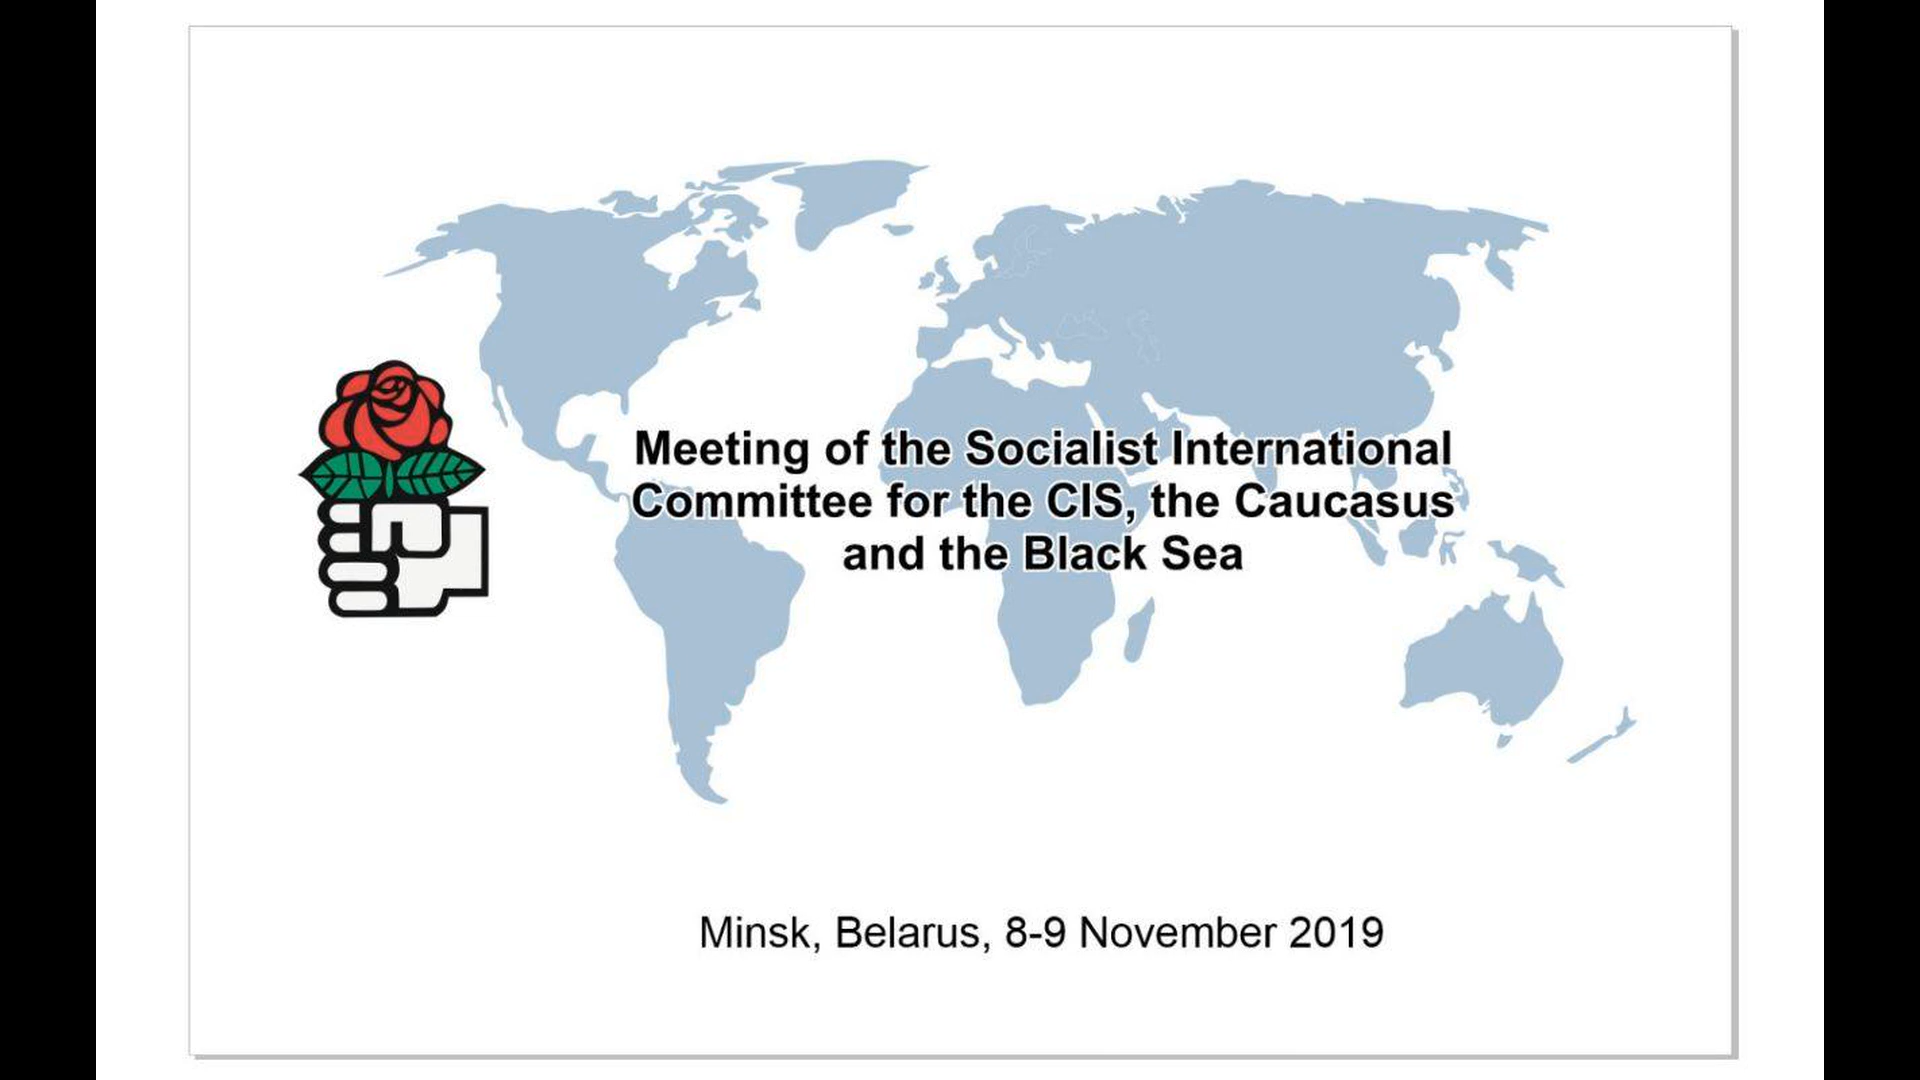 Meeting of the Socialist International
Committee for the CIS, the Caucasus
and the Black Sea
Minsk, Belarus, 8-9 November 2019